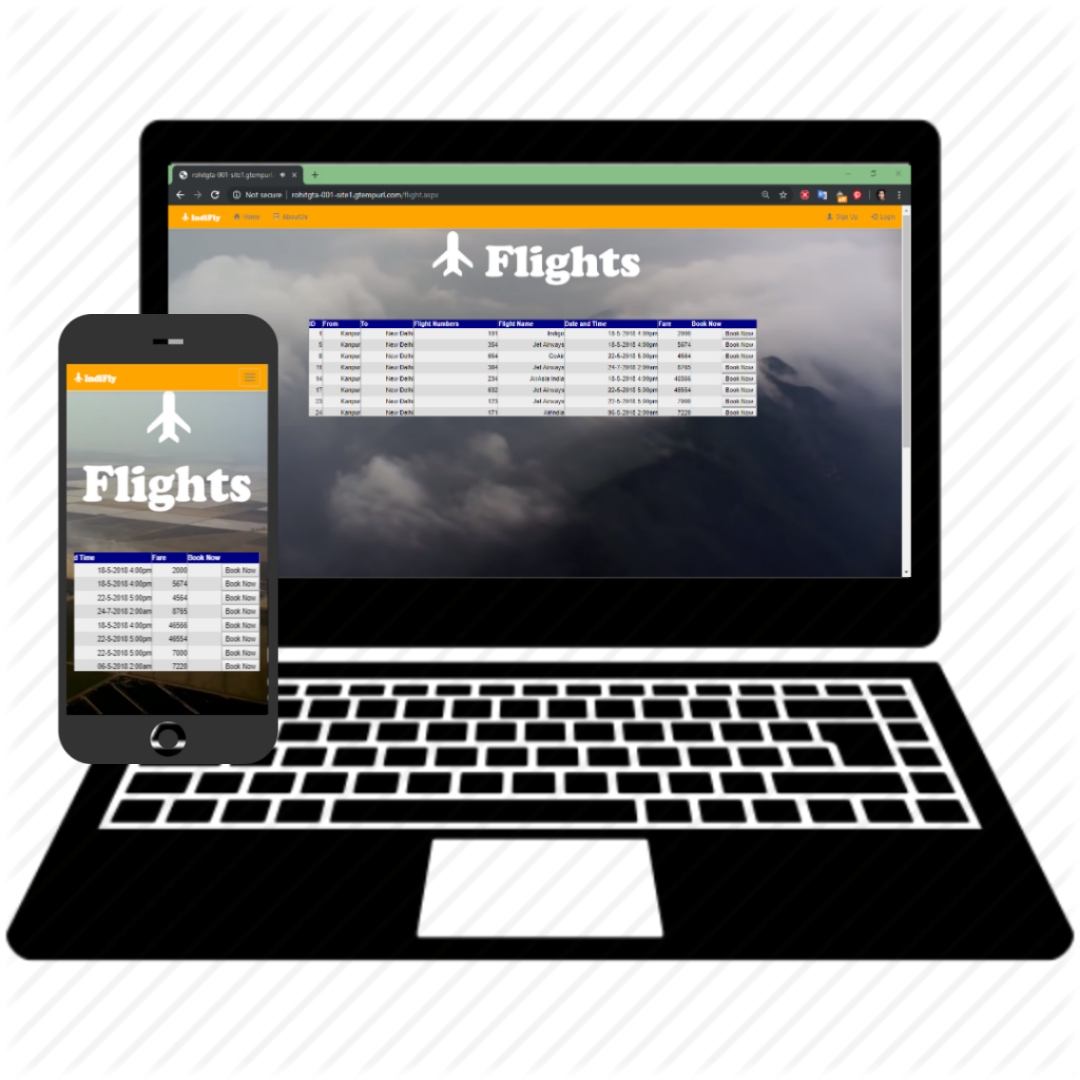 rohitgta-001-site1.gtempurl.
Not secure | rohitgta-001-site1.gtempurl.com/flight.aspx
IndiFly Home AboutUs Sign Up Login
Flights
ID From To Flight Numbers Flight Name Date and Time Fare Book Now
Kanpur New Delhi 101 Indigo 18-5-2018 4:00pm 2000 Book Now
5 Kanpur New Delhi 354 Jet Airways 18-5-2018 4:00pm 5674 Book Now
Kanpur New Delhi 654 GoAir 22-5-2018 5:00pm 4564 Book Now
Kanpur New Delhi Jet Airways 24-7-2018 2:00am 8765 Book Now
Kanpur New Delhi 234 AirAsia India 18-5-2018 4:00pm 46566 Book Now
17 Kanpur New Delhi 632 Jet Airways 22-5-2018 5:00pm 46554 Book Now
23 Kanpur New Delhi 123 Jet Airways 22-5-2018 5:00pm 7000 Book Now
24 Kanpur New Delhi 171 AirIndia 06-5-2018 2:00am 7220 Book Now
IndiFly
Flights
d Time Fare Book Now
18-5-2018 4:00pm 2000 Book Now
18-5-2018 4:00pm 5674 Book Now
22-5-2018 5:00pm 4564 Book Now
24-7-2018 2:00am 8765 Book Now
18-5-2018 4:00pm 46566 Book Now
22-5-2018 5:00pm 46554 Book Now
22-5-2018 5:00pm 7000 Book Now
06-5-2018 2:00am 7220 Book Now